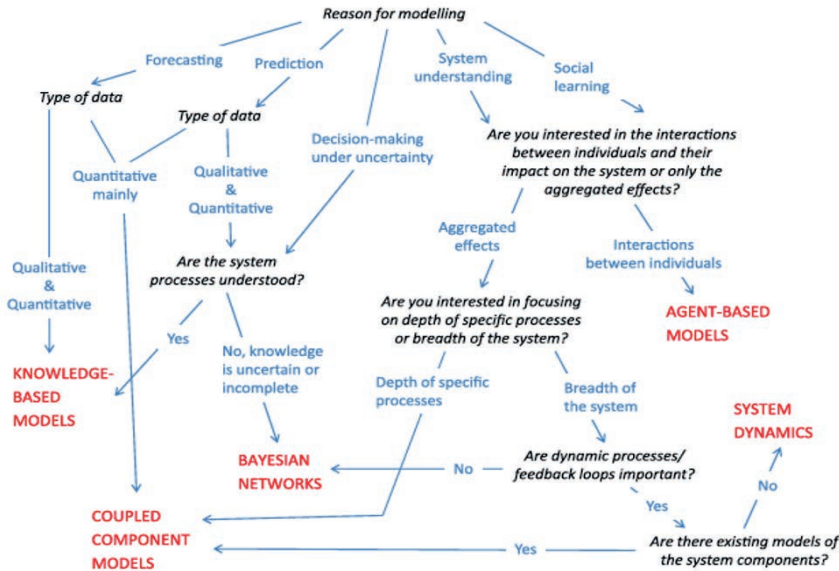 Reason for modelling
Forecasting
Prediction
System
understanding
Social
learning
Type of data
Type of data
Decision-making
under uncertainty
Are you interested in the interactions
between individuals and their
impact on the system or only the
aggregated effects?
Quantitative
mainly
Qualitative
&
Quantitative
Aggregated
effects
Interactions
between individuals
Qualitative
&
Quantitative
Are the system
processes understood?
Are you interested in focusing
on depth of specific processes
or breadth of the system?
AGENT-BASED
MODELS
Yes
No, knowledge
is uncertain or
incomplete
KNOWLEDGE-
BASED
MODELS
Depth of specific
processes
Breadth of
the system
SYSTEM
DYNAMICS
BAYESIAN
NETWORKS
No
Are dynamic processes/
feedback loops important?
No
Yes
COUPLED
COMPONENT
MODELS
Yes
Are there existing models of
the system components?